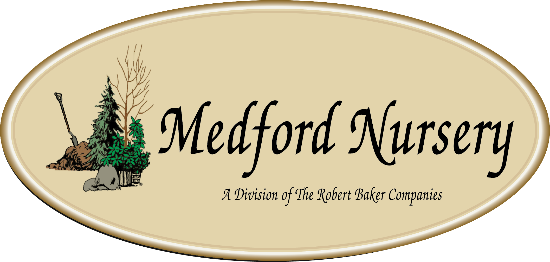 Medford Nursery
A Division of The Robert Baker Companies